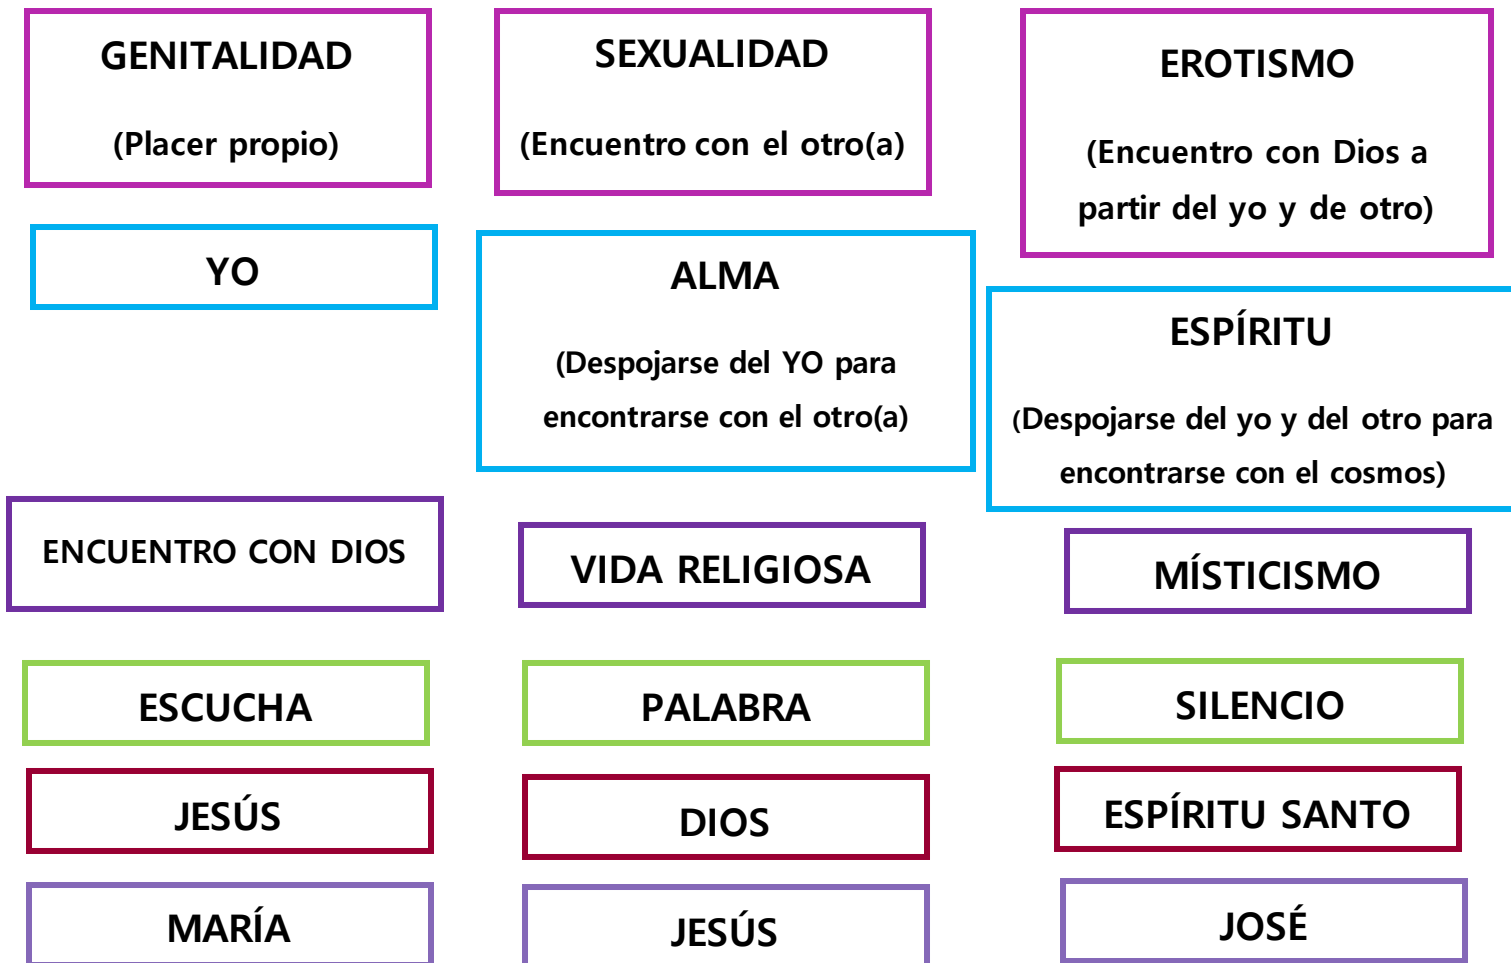 GENITALIDAD
(Placer propio)
SEXUALIDAD
(Encuentro con el otro(a)
EROTISMO
(Encuentro con Dios a
partir del yo y de otro)
YO
ALMA
(Despojarse del YO para
encontrarse con el otro(a)
ESPÍRITU
(Despojarse del yo y del otro para
encontrarse con el cosmos)
ENCUENTRO CON DIOS
VIDA RELIGIOSA
MÍSTICISMO
ESCUCHA
PALABRA
SILENCIO
JESÚS
DIOS
ESPÍRITU SANTO
MARÍA
JESÚS
JOSÉ